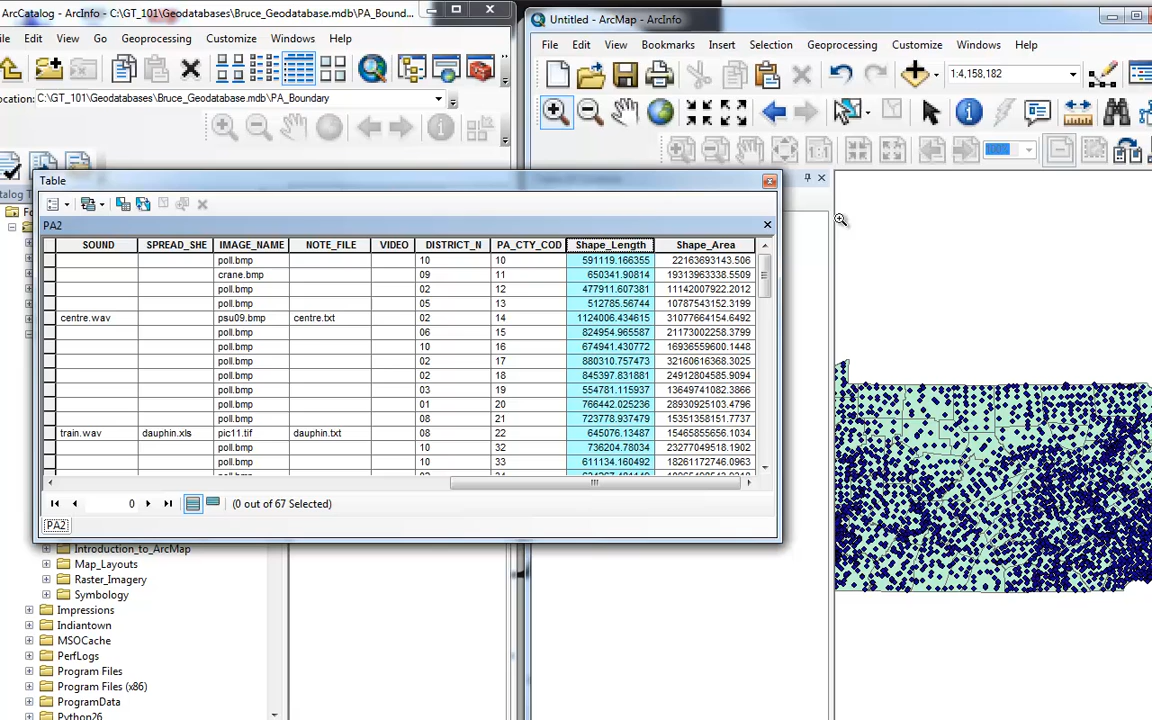 ArcCatalog - ArcInfo - C:\GT_101\Geodatabases\Bruce_Geodatabase.mdb\PA_Bound...
Untitled - ArcMap - ArcInfo
File Edit View Go Geoprocessing Customize Windows Help
File Edit View Bookmarks Insert Selection Geoprocessing Customize Windows Help
1:4,158,182
ocation: C:\GT_101\Geodatabases\Bruce_Geodatabase.mdb\PA_Boundary
100%
Table
atalog T
PA2
Fo
SOUND SPREAD_SHE IMAGE_NAME NOTE_FILE VIDEO DISTRICT_N PA_CTY_COD Shape_Length Shape_Area
poll.bmp 10 10 591119.166355 22163693143.506
crane.bmp 09 11 650341.90814 19313963338.5509
poll.bmp 02 12 477911.607381 11142007922.2012
poll.bmp 05 13 512785.56744 10787543152.3199
centre.wav psu09.bmp centre.txt 02 14 1124006.434615 31077664154.6492
poll.bmp 06 15 824954.965587 21173002258.3799
poll.bmp 10 16 674941.430772 16936559600.1448
poll.bmp 02 17 880310.757473 32160616368.3025
poll.bmp 02 18 845397.831881 24912804585.9094
poll.bmp 03 19 554781.115937 13649741082.3866
poll.bmp 01 20 766442.025236 28930925103.4796
poll.bmp 08 21 723778.937479 15351358151.7737
train.wav dauphin.xls pic11.tif dauphin.txt 08 22 645076.13487 15465855656.1034
poll.bmp 10 32 736204.78034 23277049518.1902
poll.bmp 10 33 611134.160492 18261172746.0963
0 (0 out of 67 Selected)
PA2
Introduction_to_ArcMap
Map_Layouts
Raster_Imagery
Symbology
Impressions
Indiantown
MSOCache
PerfLogs
Program Files
Program Files (x86)
ProgramData
Python26